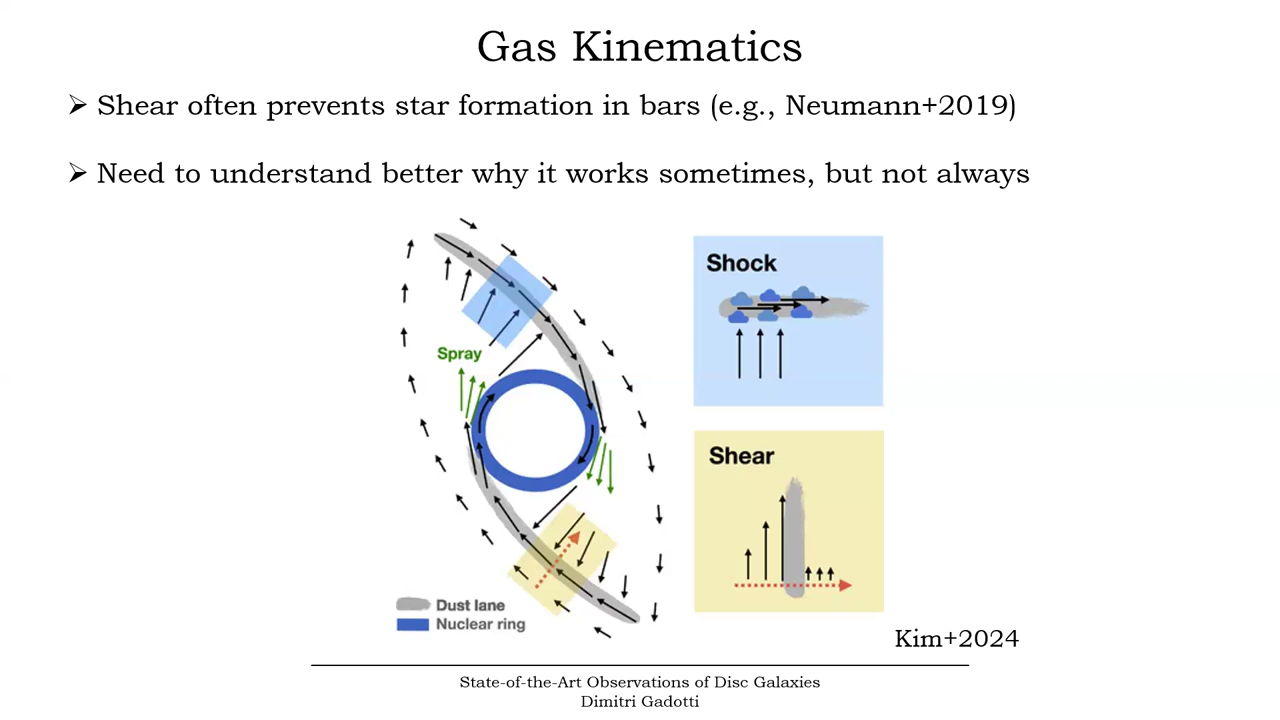 Gas Kinematics
➢ Shear often prevents star formation in bars (e.g., Neumann+2019)
➢ Need to understand better why it works sometimes, but not always
Shock
Spray
Shear
Dust lane
Nuclear ring
Kim+2024
State-of-the-Art Observations of Disc Galaxies
Dimitri Gadotti